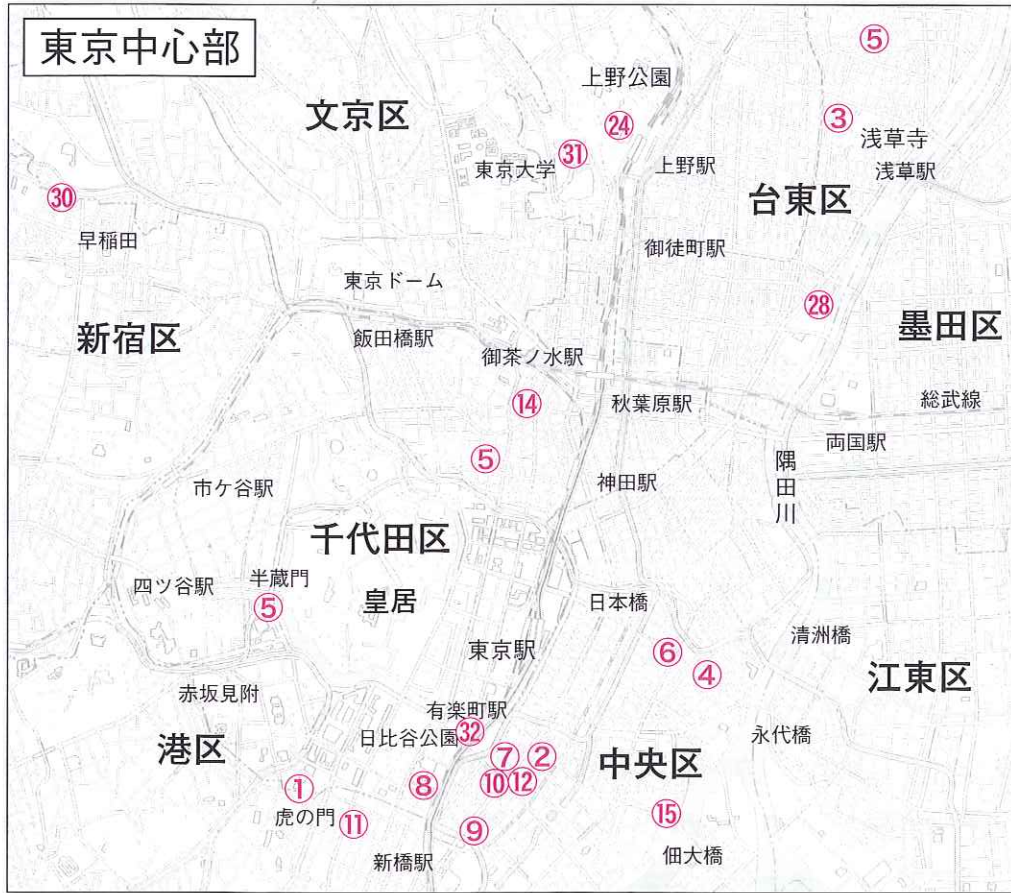 東京中心部
⑤
上野公園
文京区
㉔
③
浅草寺
㉛
東京大学
上野駅
浅草駅
㉚
台東区
早稲田
御徒町駅
東京ドーム
㉘
新宿区
飯田橋駅
墨田区
御茶ノ水駅
⑭
秋葉原駅
総武線
両国駅
⑤
隅田川
市ケ谷駅
神田駅
千代田区
半蔵門
四ツ谷駅
皇居
⑤
日本橋
清洲橋
東京駅
⑥
④
江東区
赤坂見附
有楽町駅
㉜
日比谷公園
永代橋
港区
⑦
②
中央区
⑧
⑩
⑫
①
虎の門
⑪
⑨
⑮
新橋駅
佃大橋